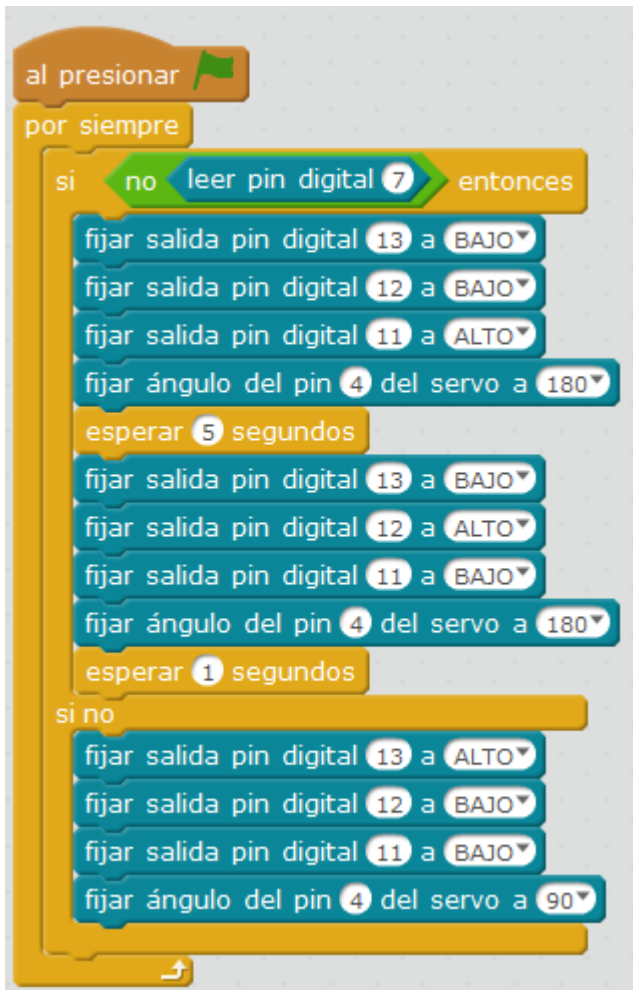 al presionar
por siempre
si no leer pin digital 7 entonces
fijar salida pin digital 13 a BAJO
fijar salida pin digital 12 a BAJO
fijar salida pin digital 11 a ALTO
fijar ángulo del pin 4 del servo a 180
esperar 5 segundos
fijar salida pin digital 13 a BAJO
fijar salida pin digital 12 a ALTO
fijar salida pin digital 11 a BAJO
fijar ángulo del pin 4 del servo a 180
esperar 1 segundos
si no
fijar salida pin digital 13 a ALTO
fijar salida pin digital 12 a BAJO
fijar salida pin digital 11 a BAJO
fijar ángulo del pin 4 del servo a 90